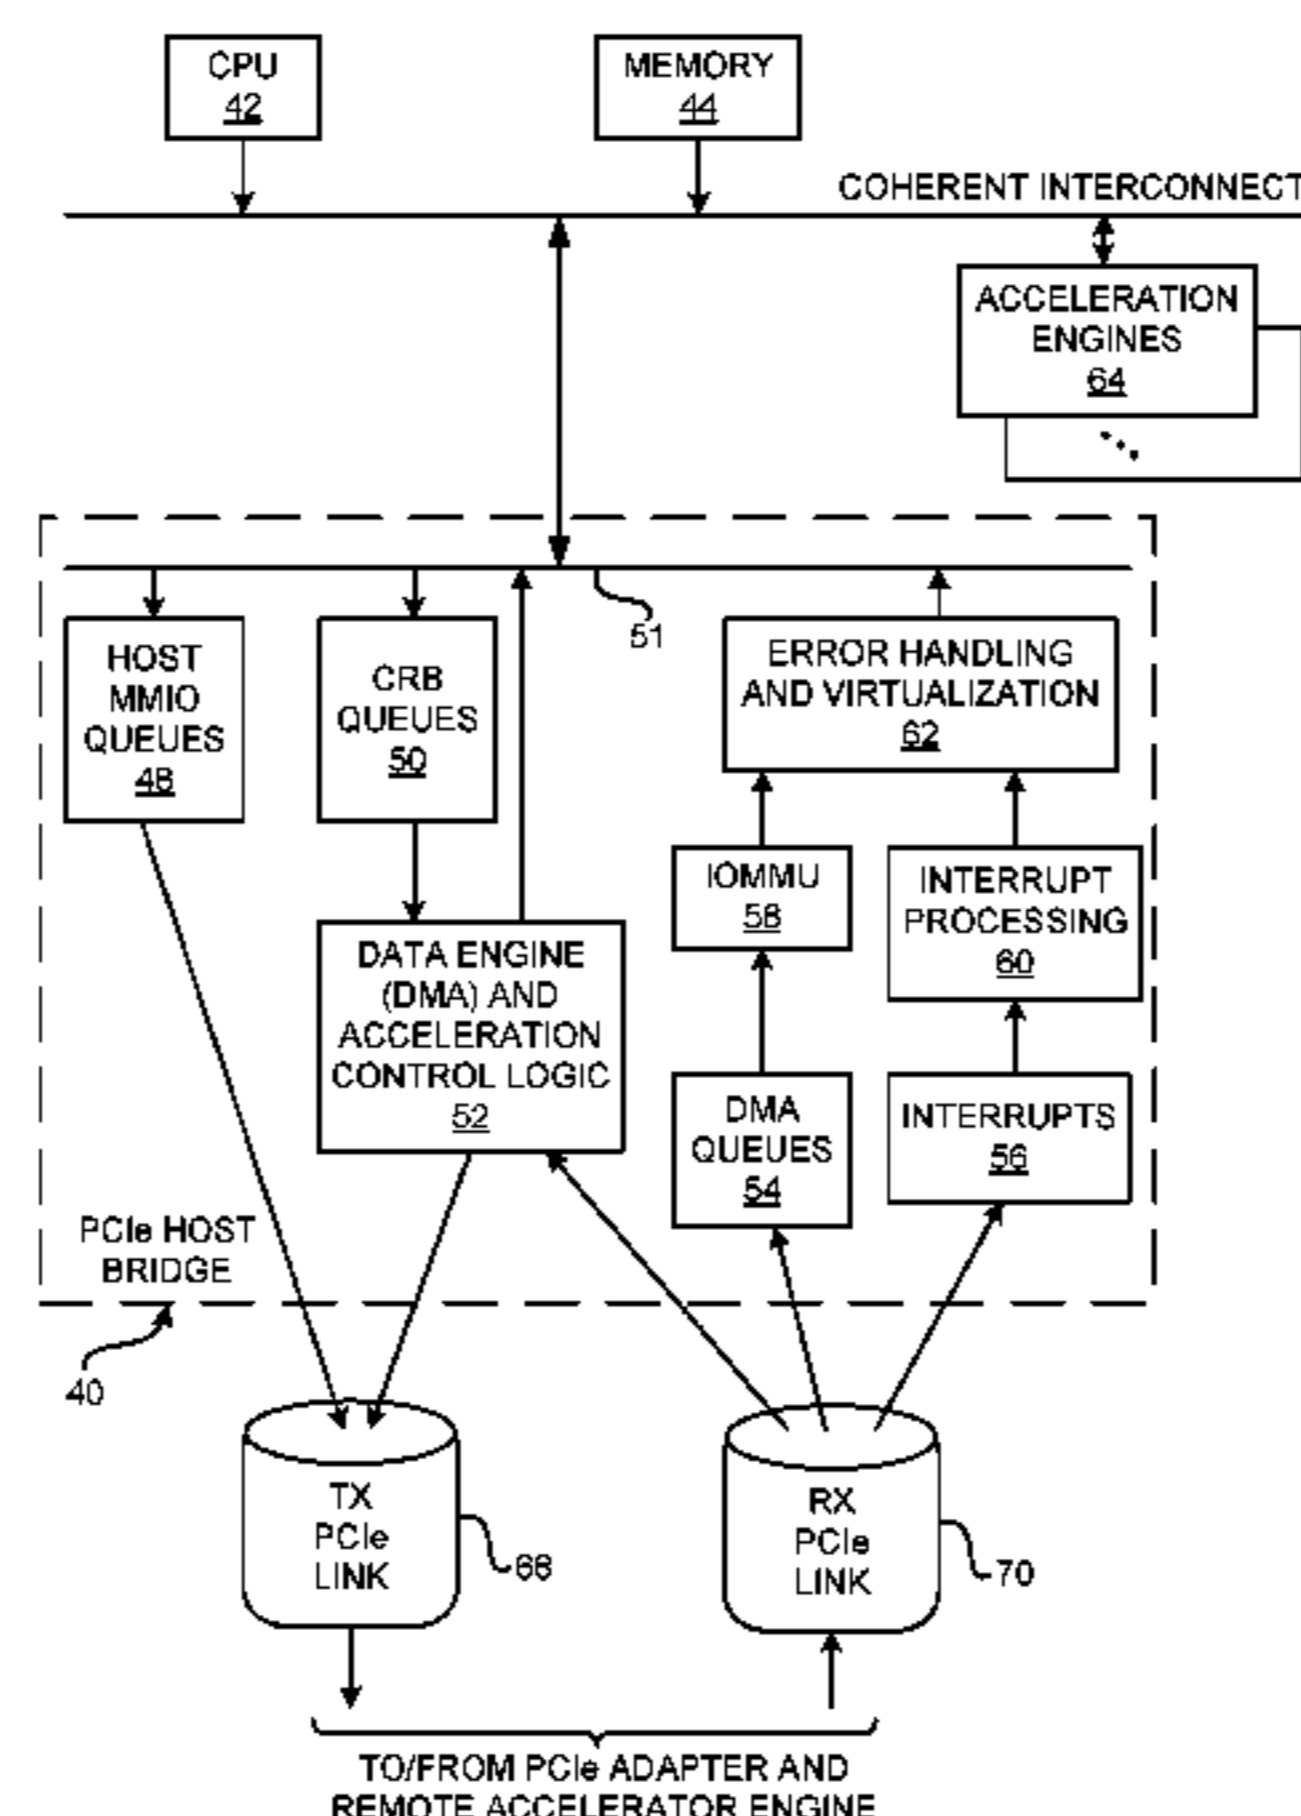 CPU
42
MEMORY
44
COHERENT INTERCONNECT
ACCELERATION
ENGINES
64
51
HOST
MMIO
QUEUES
48
CRB
QUEUES
50
ERROR HANDLING
AND VIRTUALIZATION
62
IOMMU
58
INTERRUPT
PROCESSING
60
DATA ENGINE
(DMA) AND
ACCELERATION
CONTROL LOGIC
52
DMA
QUEUES
54
INTERRUPTS
56
PCIe HOST
BRIDGE
40
TX
PCIe
LINK
68
RX
PCIe
LINK
70
TO/FROM PCIe ADAPTER AND
REMOTE ACCELERATOR ENGINE